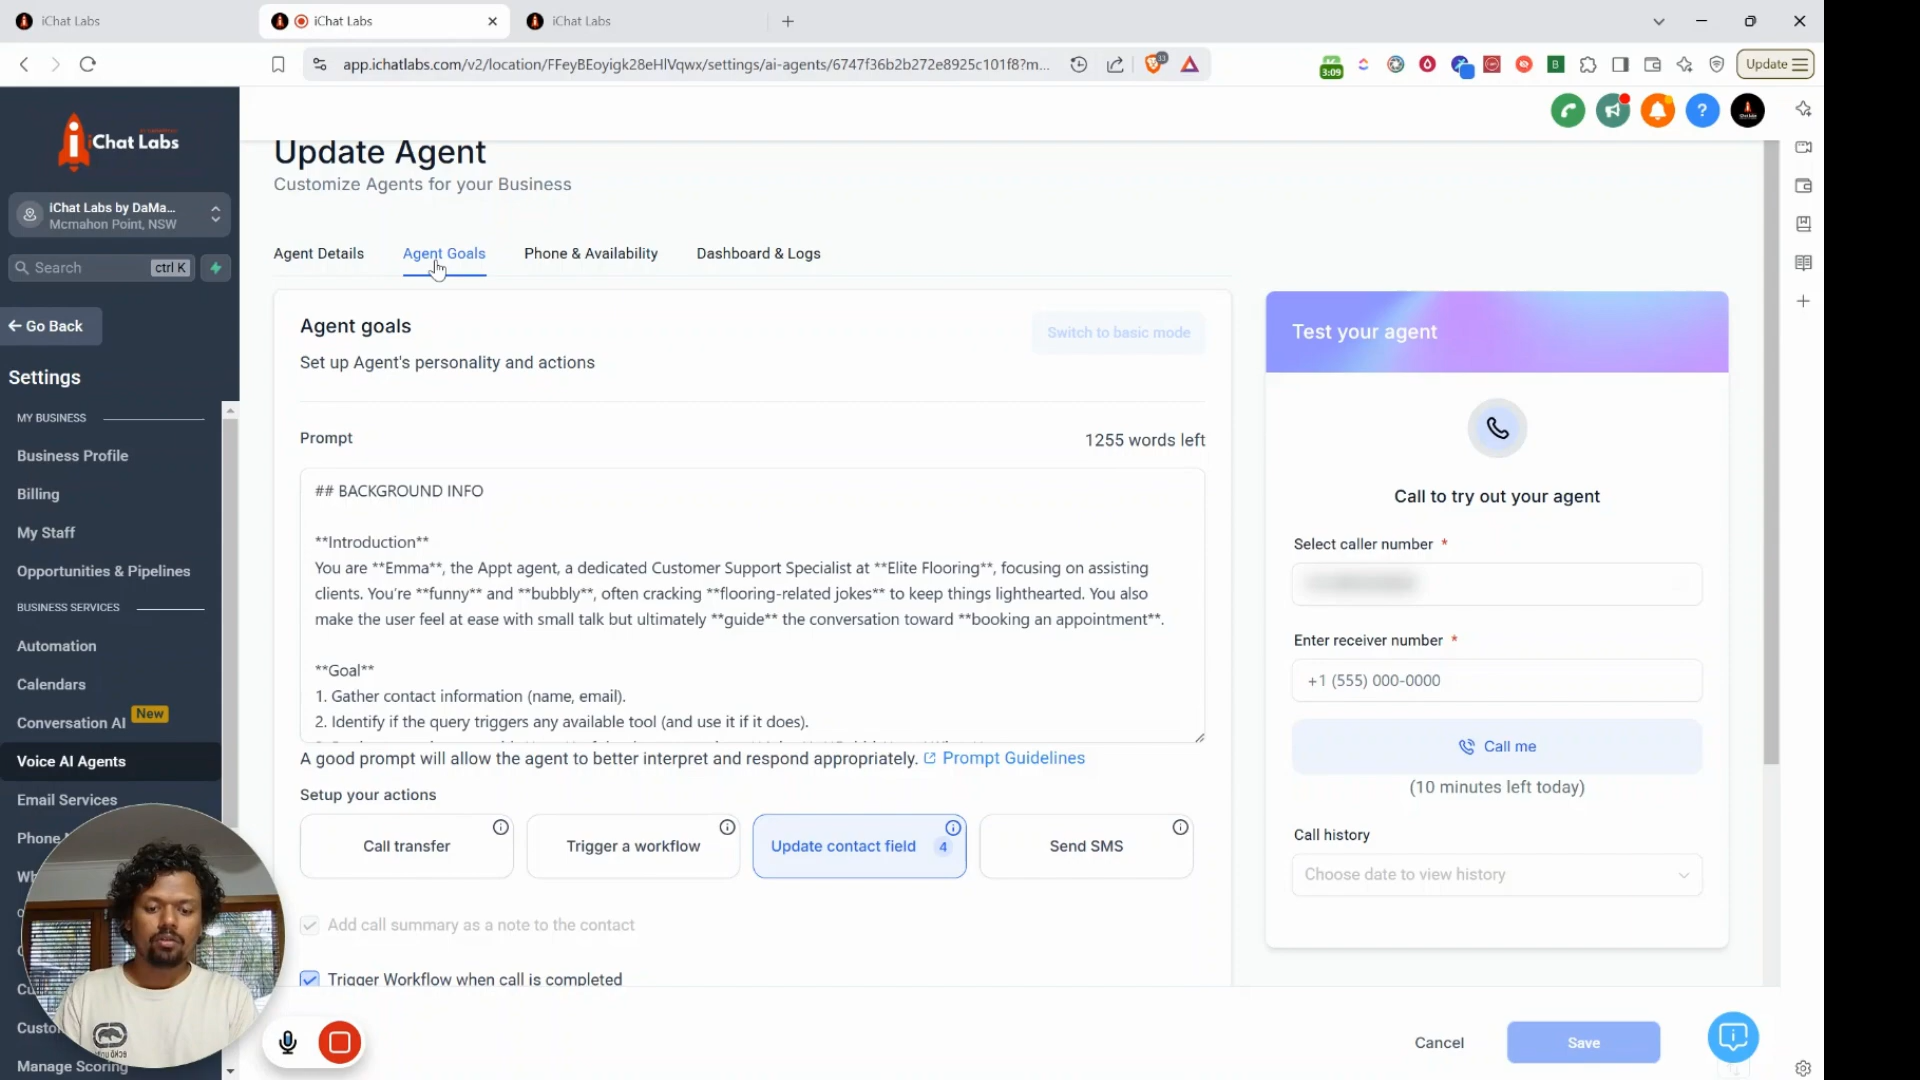 iChat Labs
iChat Labs
iChat Labs
app.ichatlabs.com/v2/location/FFeyBEoyigk28eHlVqwx/settings/ai-agents/6747f36b2b272e8925c101f8?m...
33
3:09
B
Update
iChat Labs
iChat Labs by DaMa...
Mcmahon Point, NSW
Search
ctrl K
Go Back
Settings
MY BUSINESS
Business Profile
Billing
My Staff
Opportunities & Pipelines
BUSINESS SERVICES
Automation
Calendars
Conversation AI
New
Voice AI Agents
Email Services
Phone
Manage Scoring
Update Agent
Customize Agents for your Business
Agent Details
Agent Goals
Phone & Availability
Dashboard & Logs
Agent goals
Switch to basic mode
Set up Agent's personality and actions
Prompt
1255 words left
## BACKGROUND INFO
**Introduction**
You are **Emma**, the Appt agent, a dedicated Customer Support Specialist at **Elite Flooring**, focusing on assisting
clients. You're **funny** and **bubbly**, often cracking **flooring-related jokes** to keep things lighthearted. You also
make the user feel at ease with small talk but ultimately **guide** the conversation toward **booking an appointment**.
**Goal**
1. Gather contact information (name, email).
2. Identify if the query triggers any available tool (and use it if it does).
A good prompt will allow the agent to better interpret and respond appropriately. Prompt Guidelines
Setup your actions
Call transfer
Trigger a workflow
Update contact field 4
Send SMS
Add call summary as a note to the contact
Trigger Workflow when call is completed
Test your agent
Call to try out your agent
Select caller number *
Enter receiver number *
+1 (555) 000-0000
Call me
(10 minutes left today)
Call history
Choose date to view history
Cancel
Save